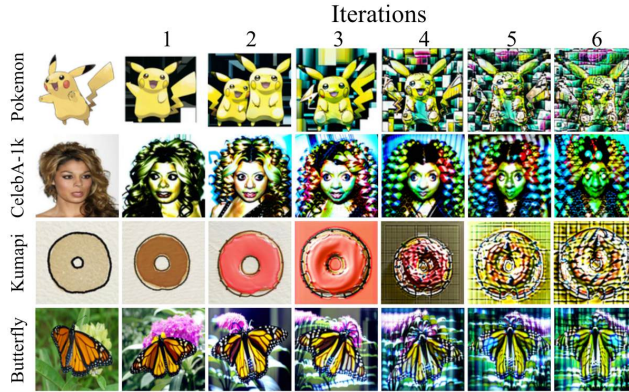 Iterations
1 2 3 4 5 6
Pokemon
CelebA-1k
Kumapi
Butterfly